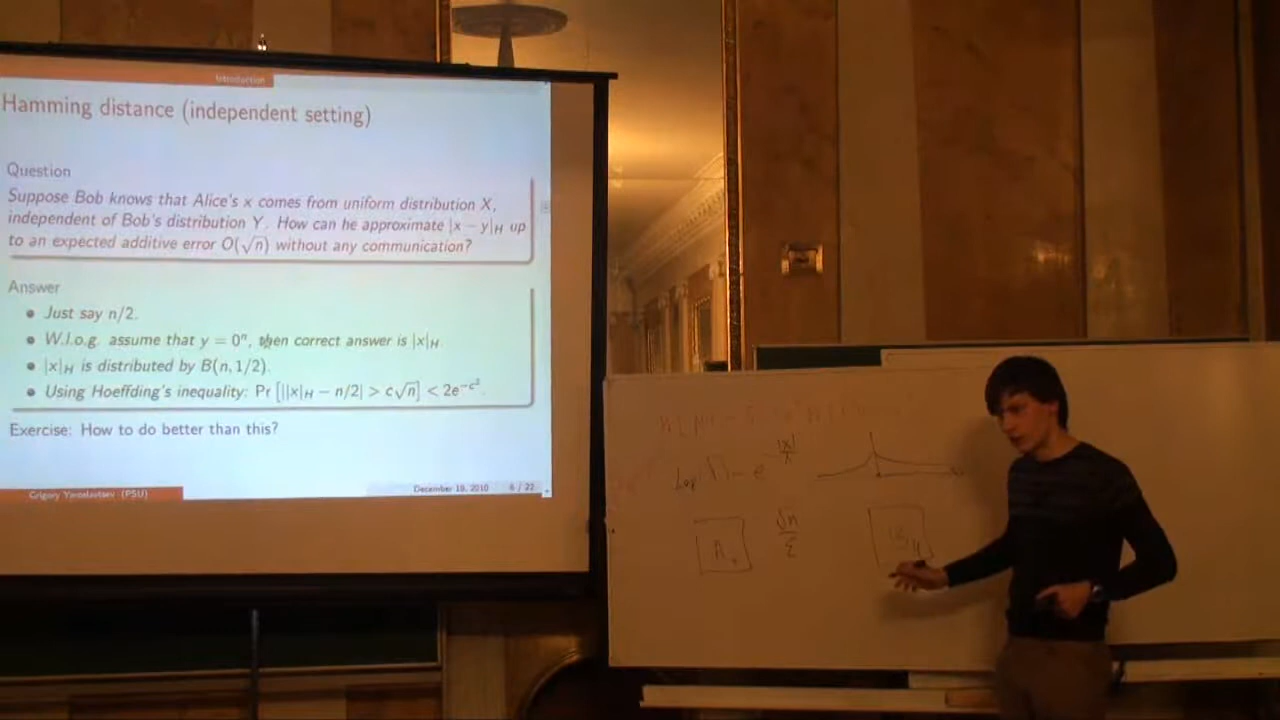 Introduction
Hamming distance (independent setting)
Question
Suppose Bob knows that Alice's x comes from uniform distribution X,
independent of Bob's distribution Y. How can he approximate |x − y|_H up
to an expected additive error O(√n) without any communication?
Answer
• Just say n/2.
• W.l.o.g. assume that y = 0ⁿ, then correct answer is |x|_H.
• |x|_H is distributed by B(n, 1/2).
• Using Hoeffding's inequality: Pr [||x|_H − n/2| > c√n] < 2e^{−c²}.
Exercise: How to do better than this?
Grigory Yaroslavtsev (PSU) December 19, 2010 6 / 22
√n/ε